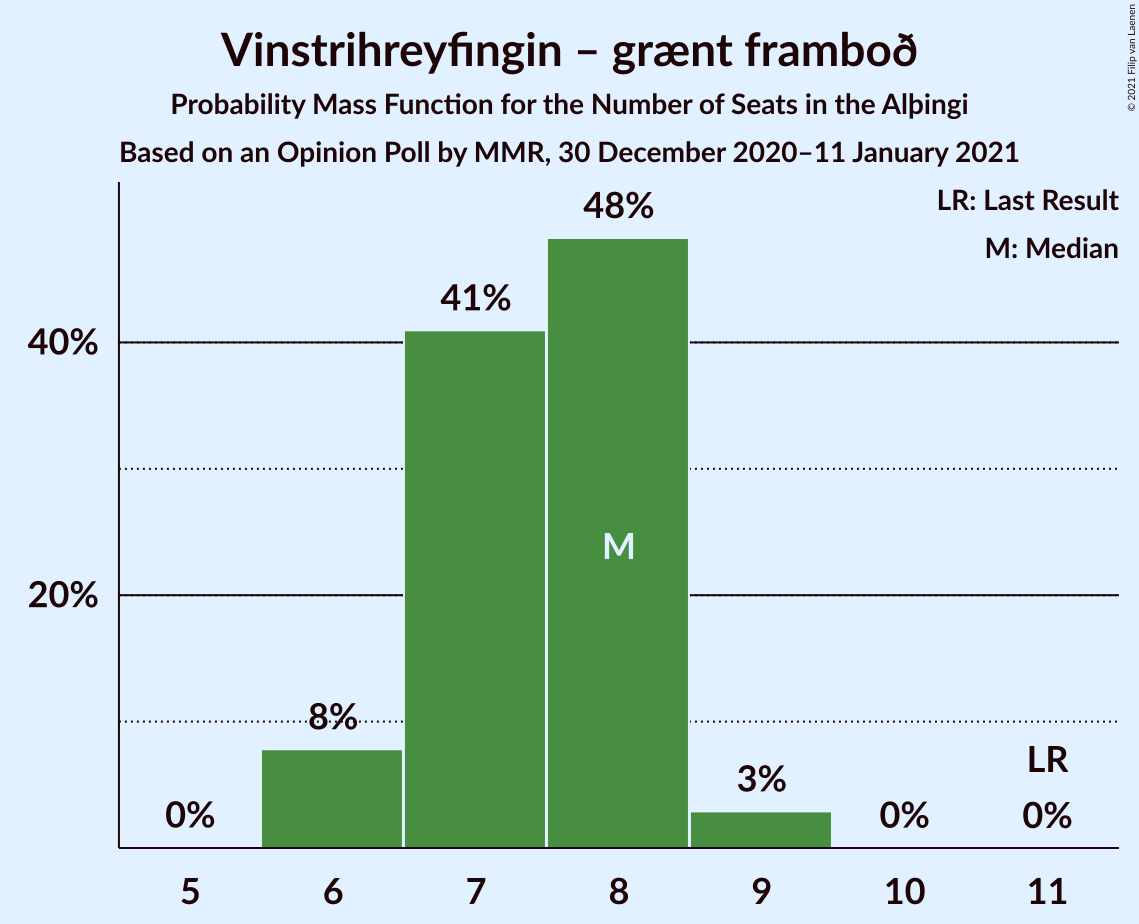 Vinstrihreyfingin – grænt framboð
Probability Mass Function for the Number of Seats in the Alþingi
Based on an Opinion Poll by MMR, 30 December 2020–11 January 2021
© 2021 Filip van Laenen
LR: Last Result
M: Median
48%
41%
40%
M
20%
8%
LR
3%
0%
0%
0%
5
6
7
8
9
10
11